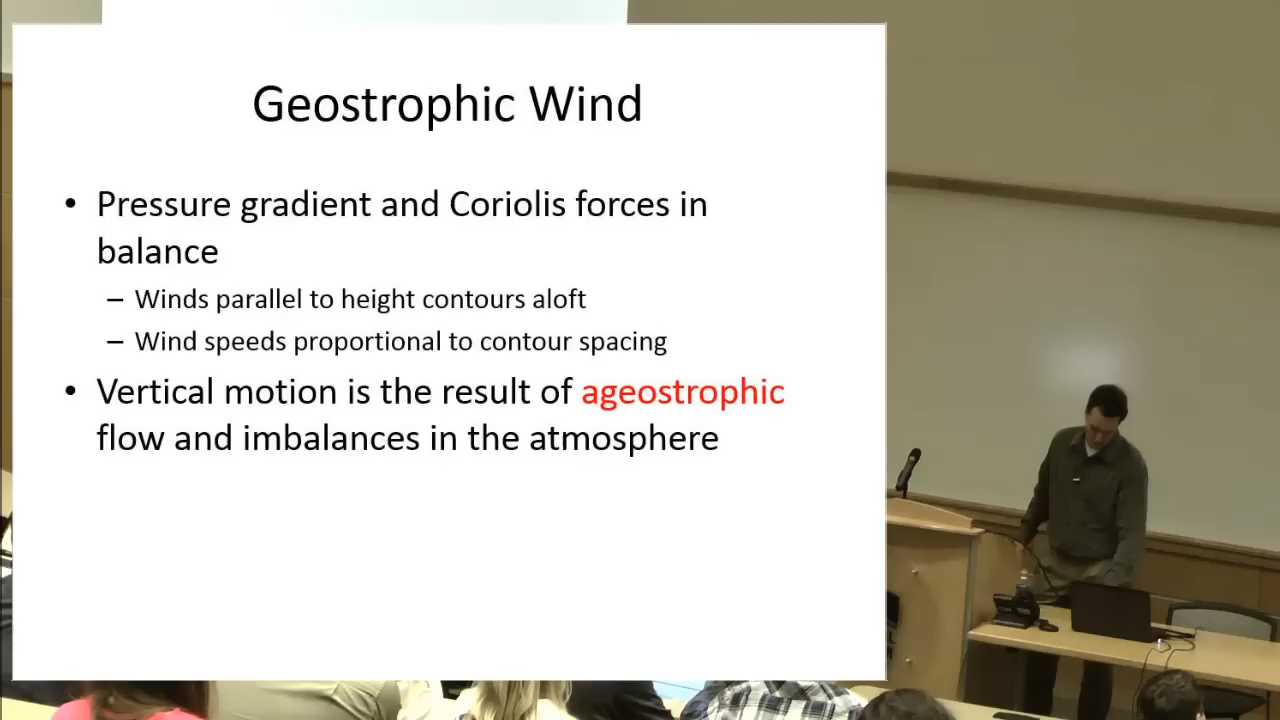 Geostrophic Wind
• Pressure gradient and Coriolis forces in
balance
– Winds parallel to height contours aloft
– Wind speeds proportional to contour spacing
• Vertical motion is the result of ageostrophic
flow and imbalances in the atmosphere